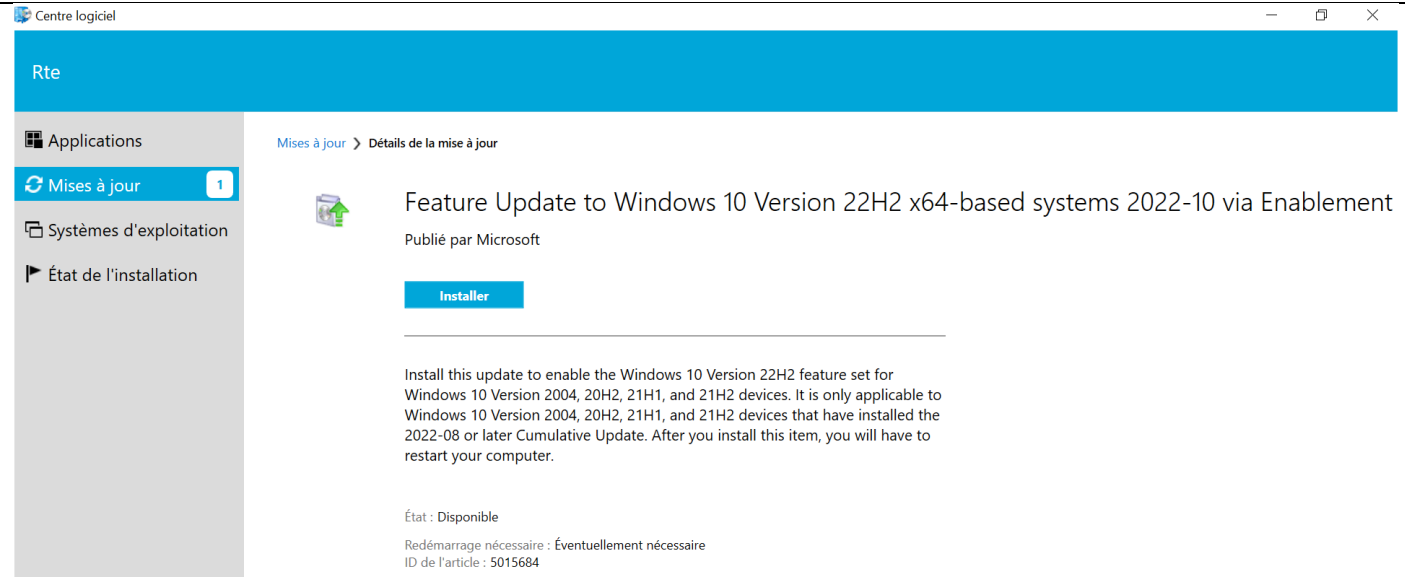 Centre logiciel
Rte
Applications
Mises à jour 1
Systèmes d'exploitation
État de l'installation
Mises à jour ❯ Détails de la mise à jour
Feature Update to Windows 10 Version 22H2 x64-based systems 2022-10 via Enablement
Publié par Microsoft
Installer
Install this update to enable the Windows 10 Version 22H2 feature set for
Windows 10 Version 2004, 20H2, 21H1, and 21H2 devices. It is only applicable to
Windows 10 Version 2004, 20H2, 21H1, and 21H2 devices that have installed the
2022-08 or later Cumulative Update. After you install this item, you will have to
restart your computer.
État : Disponible
Redémarrage nécessaire : Éventuellement nécessaire
ID de l'article : 5015684